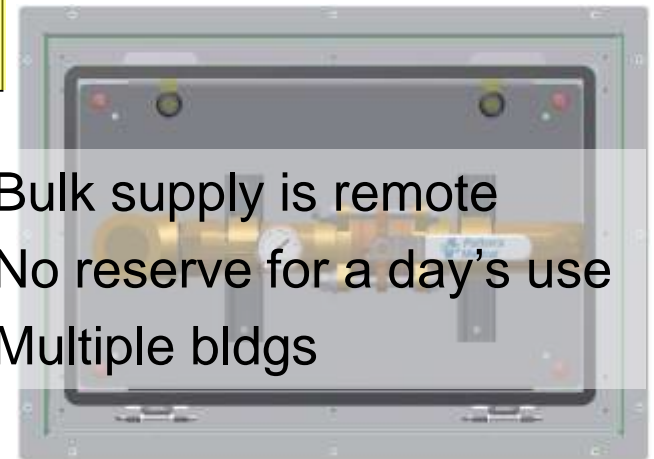 Bulk supply is remote
No reserve for a day's use
Multiple bldgs